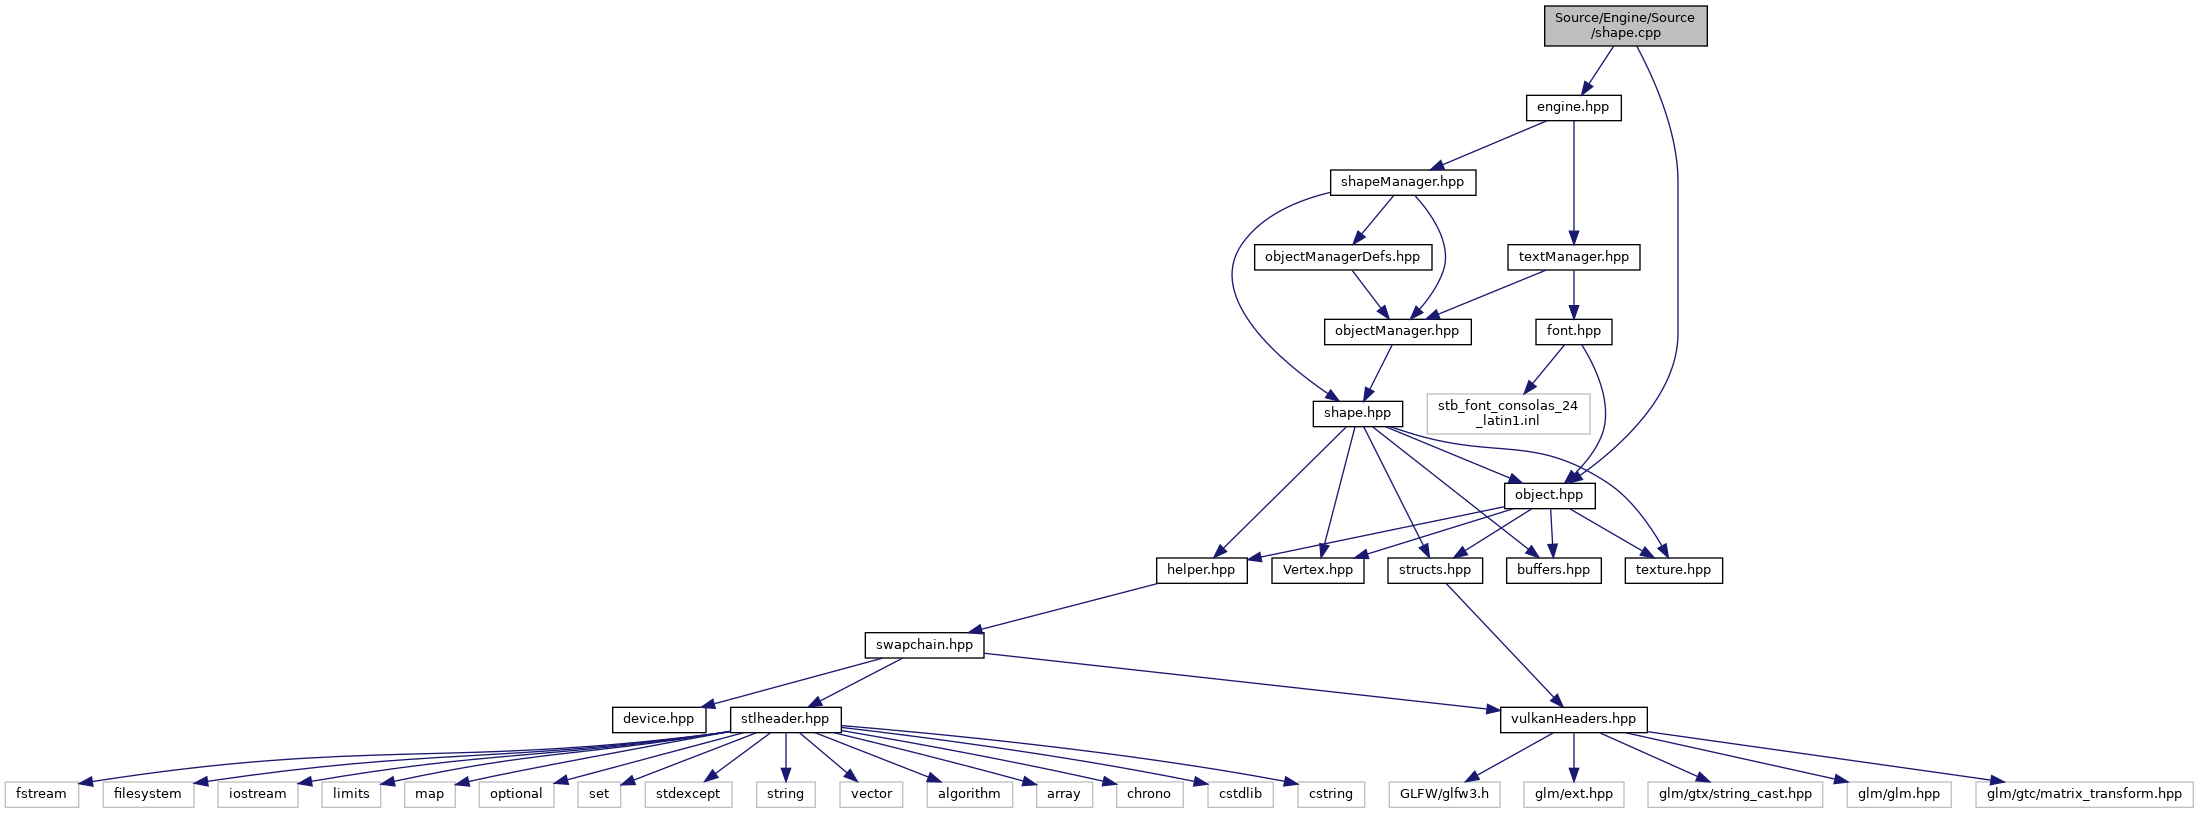 Source/Engine/Source
/shape.cpp
engine.hpp
shapeManager.hpp
objectManagerDefs.hpp
textManager.hpp
objectManager.hpp
font.hpp
shape.hpp
stb_font_consolas_24
_latin1.inl
object.hpp
helper.hpp
Vertex.hpp
structs.hpp
buffers.hpp
texture.hpp
swapchain.hpp
device.hpp
stlheader.hpp
vulkanHeaders.hpp
fstream
filesystem
iostream
limits
map
optional
set
stdexcept
string
vector
algorithm
array
chrono
cstdlib
cstring
GLFW/glfw3.h
glm/ext.hpp
glm/gtx/string_cast.hpp
glm/glm.hpp
glm/gtc/matrix_transform.hpp